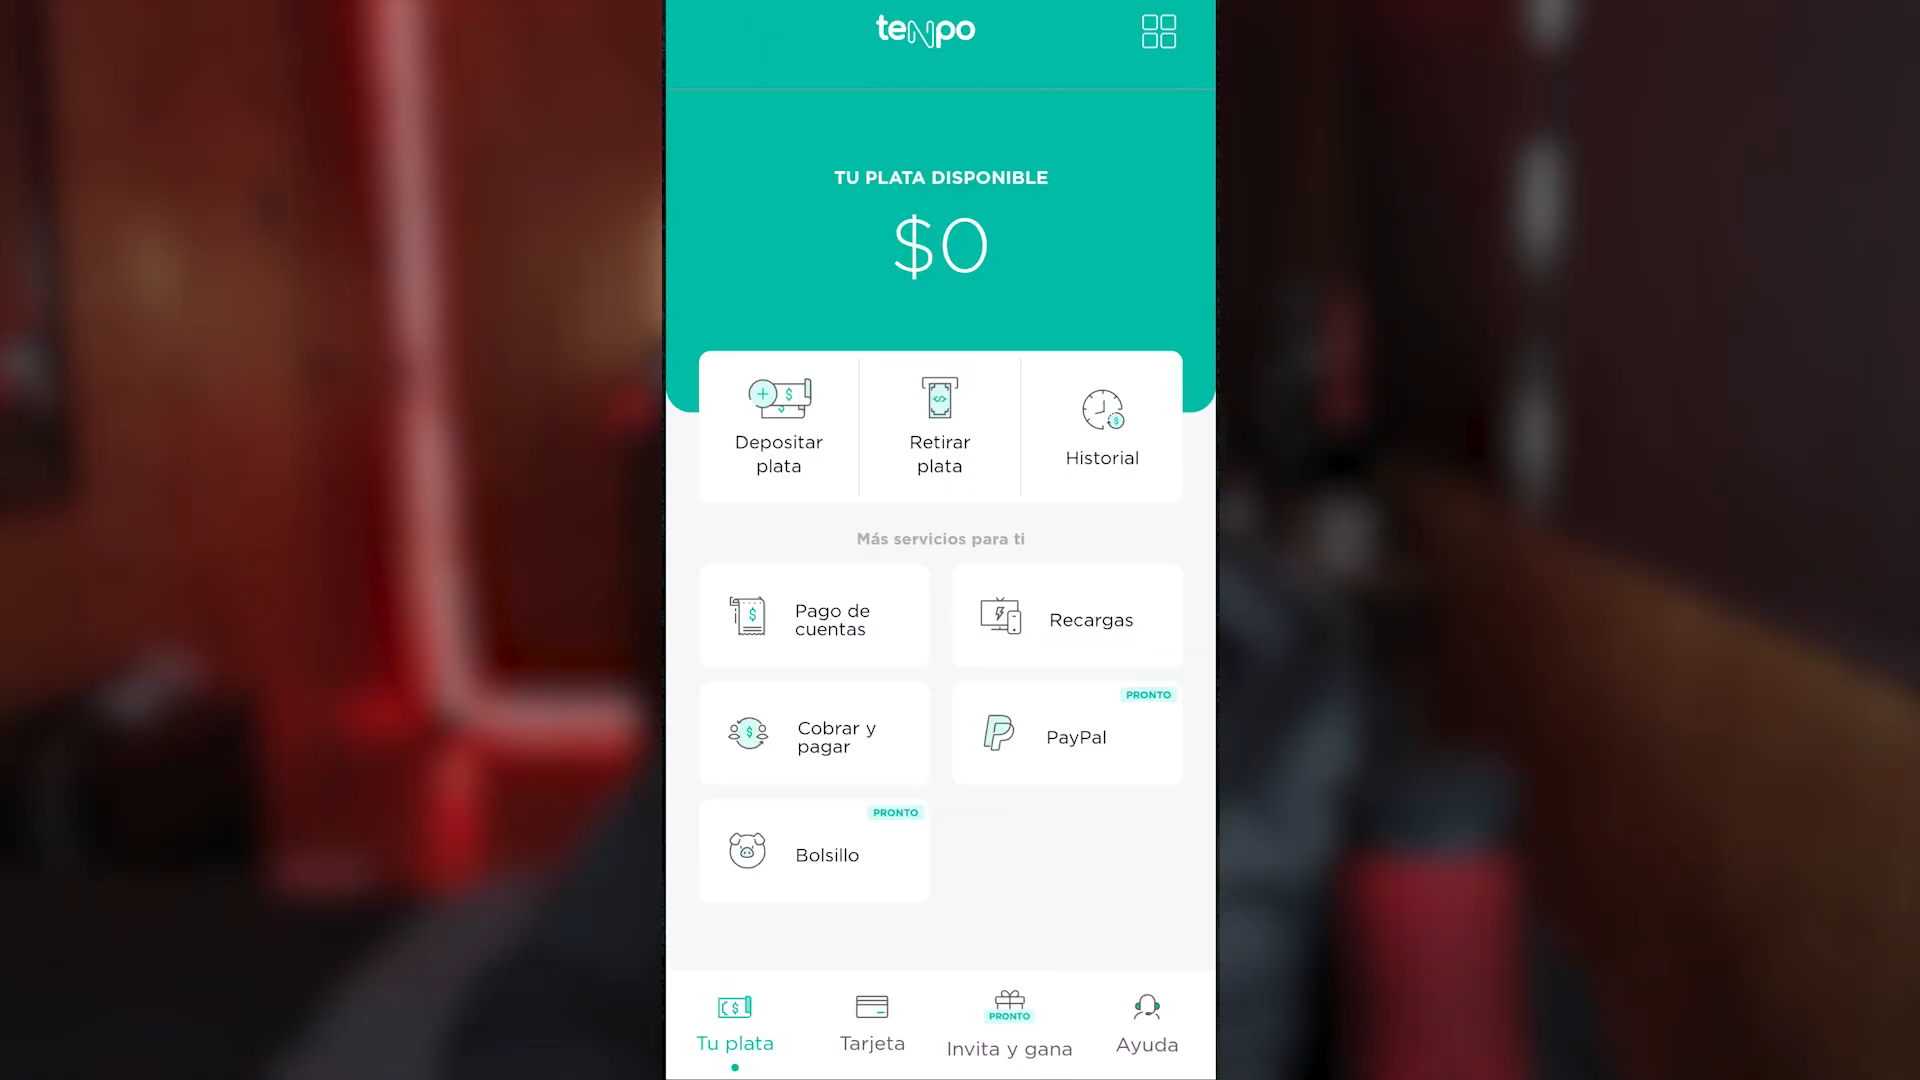 tenpo
TU PLATA DISPONIBLE
$0
Depositar
plata
Retirar
plata
Historial
Más servicios para ti
Pago de
cuentas
Recargas
Cobrar y
pagar
PRONTO
PayPal
PRONTO
Bolsillo
Tu plata
Tarjeta
PRONTO
Invita y gana
Ayuda